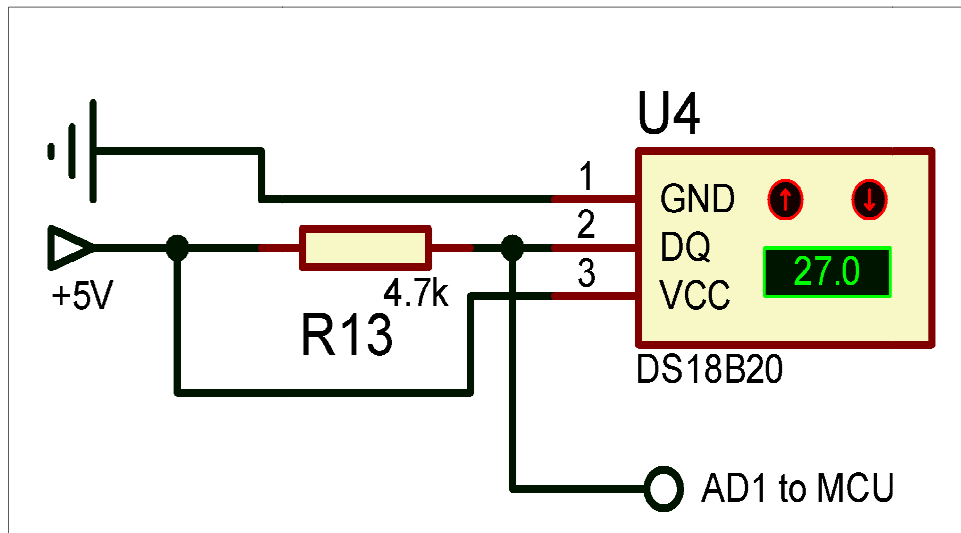 U4
1
GND
2
DQ
27.0
3
VCC
+5V
4.7k
R13
DS18B20
AD1 to MCU